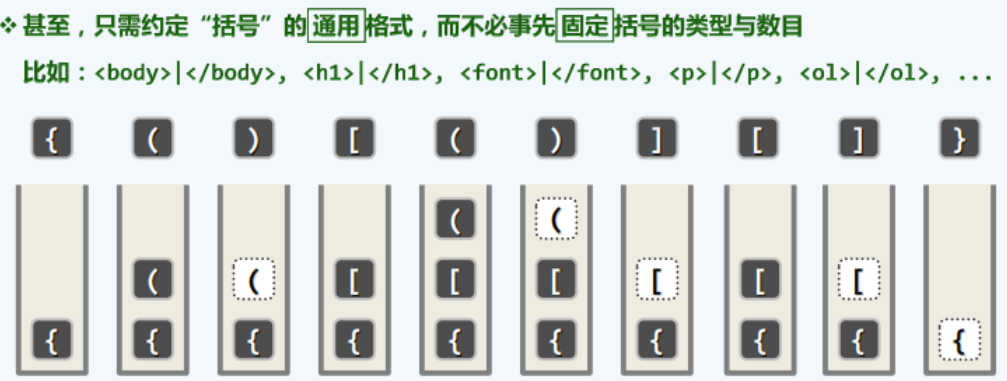 ❖ 甚至，只需约定“括号”的通用格式，而不必事先固定括号的类型与数目
比如：<body>|</body>, <h1>|</h1>, <font>|</font>, <p>|</p>, <ol>|</ol>, ...
{ ( ) [ ( ) ] [ ] }
( (
( ( [ [ [ [ [ [
{ { { { { { { { { {